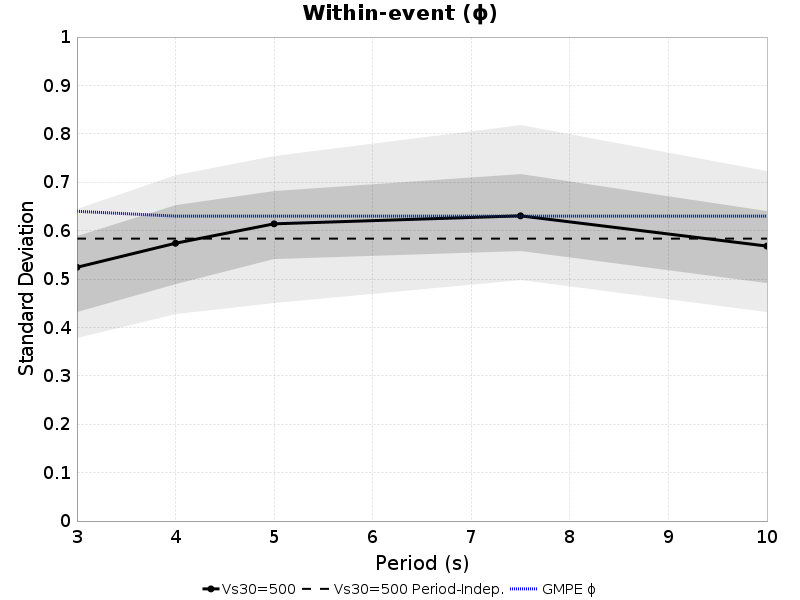 Within-event (ϕ)
1
0.9
0.8
0.7
0.6
0.5
0.4
0.3
0.2
0.1
0
Standard Deviation
3 4 5 6 7 8 9 10
Period (s)
Vs30=500 Vs30=500 Period-Indep. GMPE ϕ